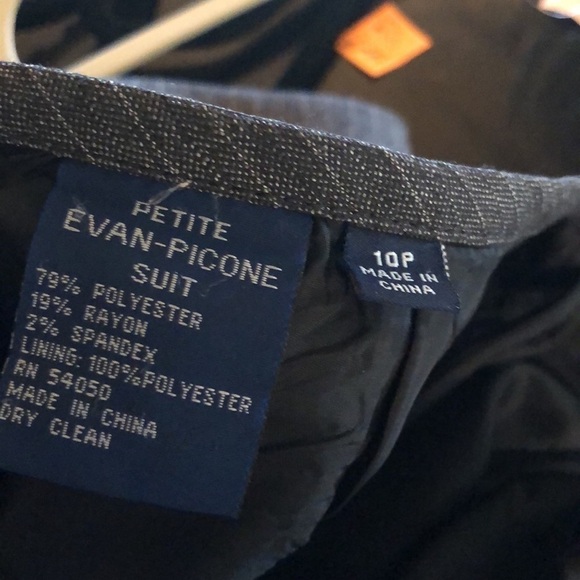 PETITE
EVAN-PICONE
SUIT
79% POLYESTER
19% RAYON
2% SPANDEX
LINING: 100%POLYESTER
RN 54050
MADE IN CHINA
DRY CLEAN
10P
MADE IN
CHINA